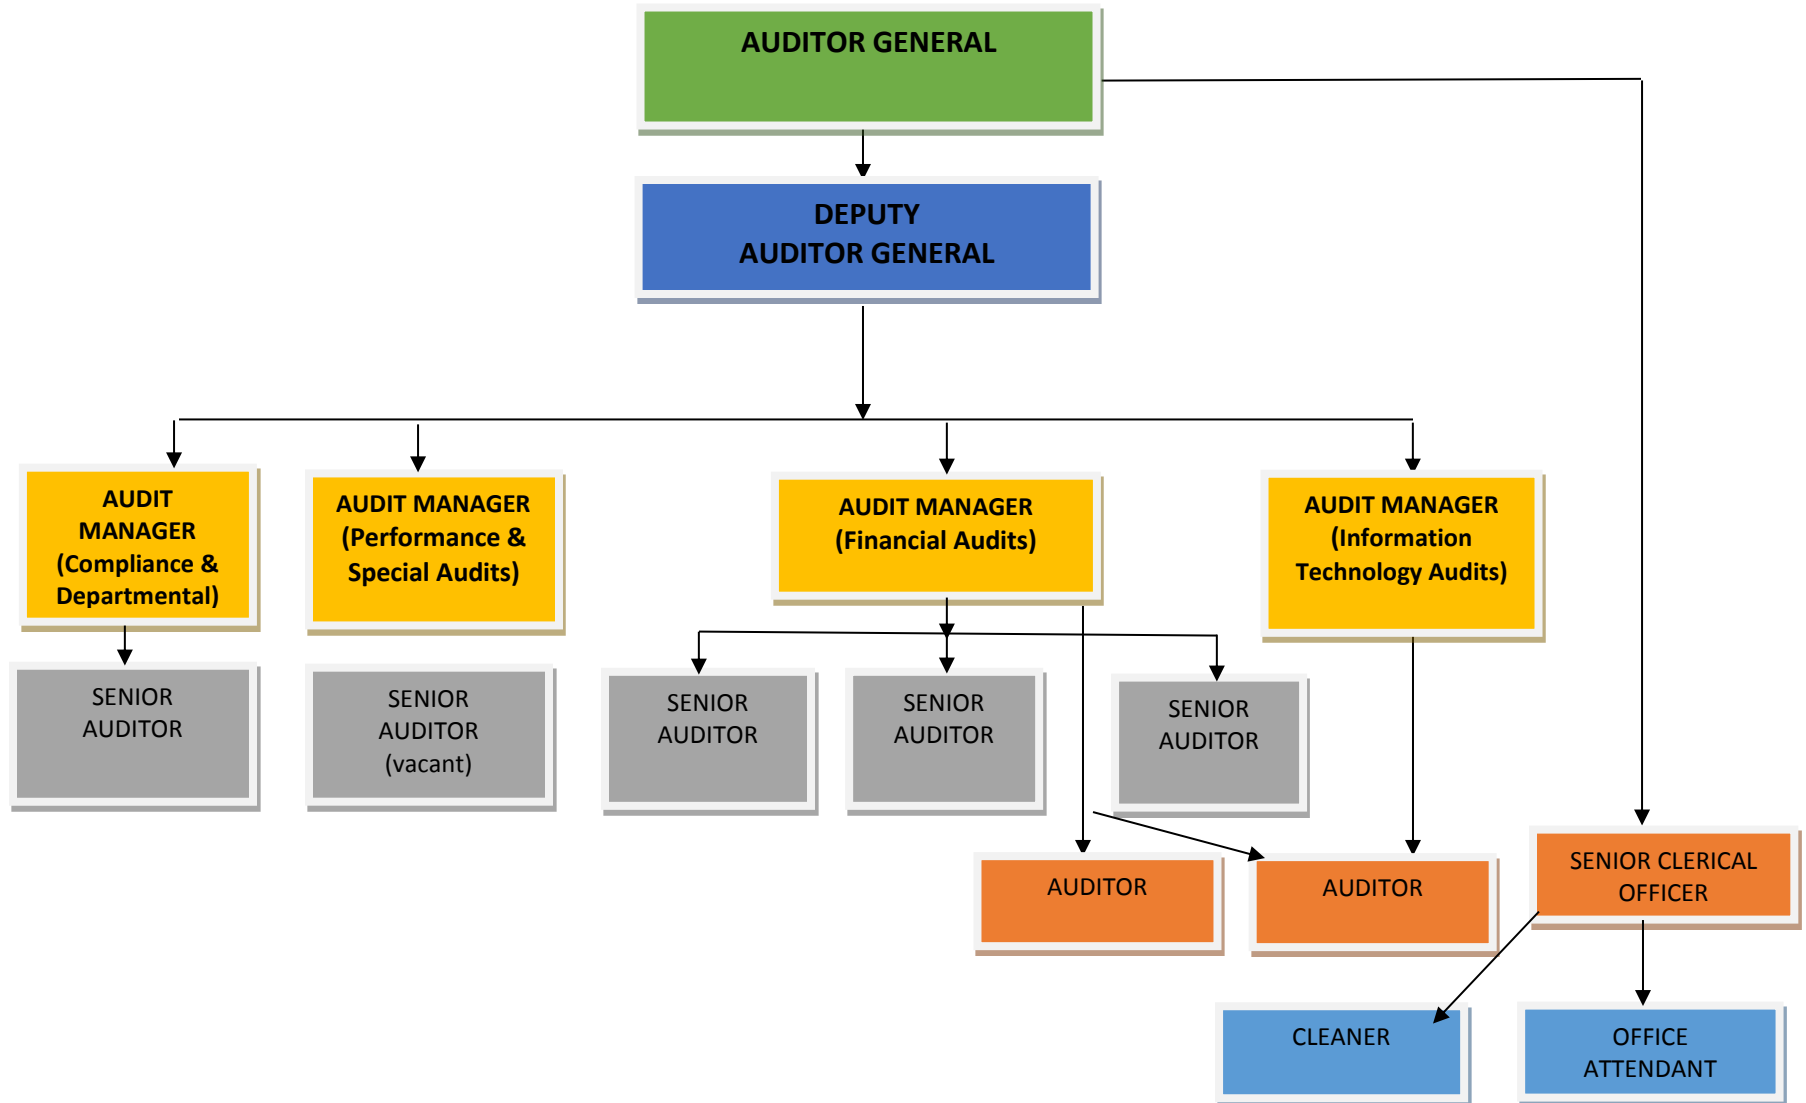 AUDITOR GENERAL
DEPUTY
AUDITOR GENERAL
AUDIT
MANAGER
(Compliance &
Departmental)
AUDIT MANAGER
(Performance &
Special Audits)
AUDIT MANAGER
(Financial Audits)
AUDIT MANAGER
(Information
Technology Audits)
SENIOR
AUDITOR
SENIOR
AUDITOR
(vacant)
SENIOR
AUDITOR
SENIOR
AUDITOR
SENIOR
AUDITOR
AUDITOR
AUDITOR
SENIOR CLERICAL
OFFICER
CLEANER
OFFICE
ATTENDANT